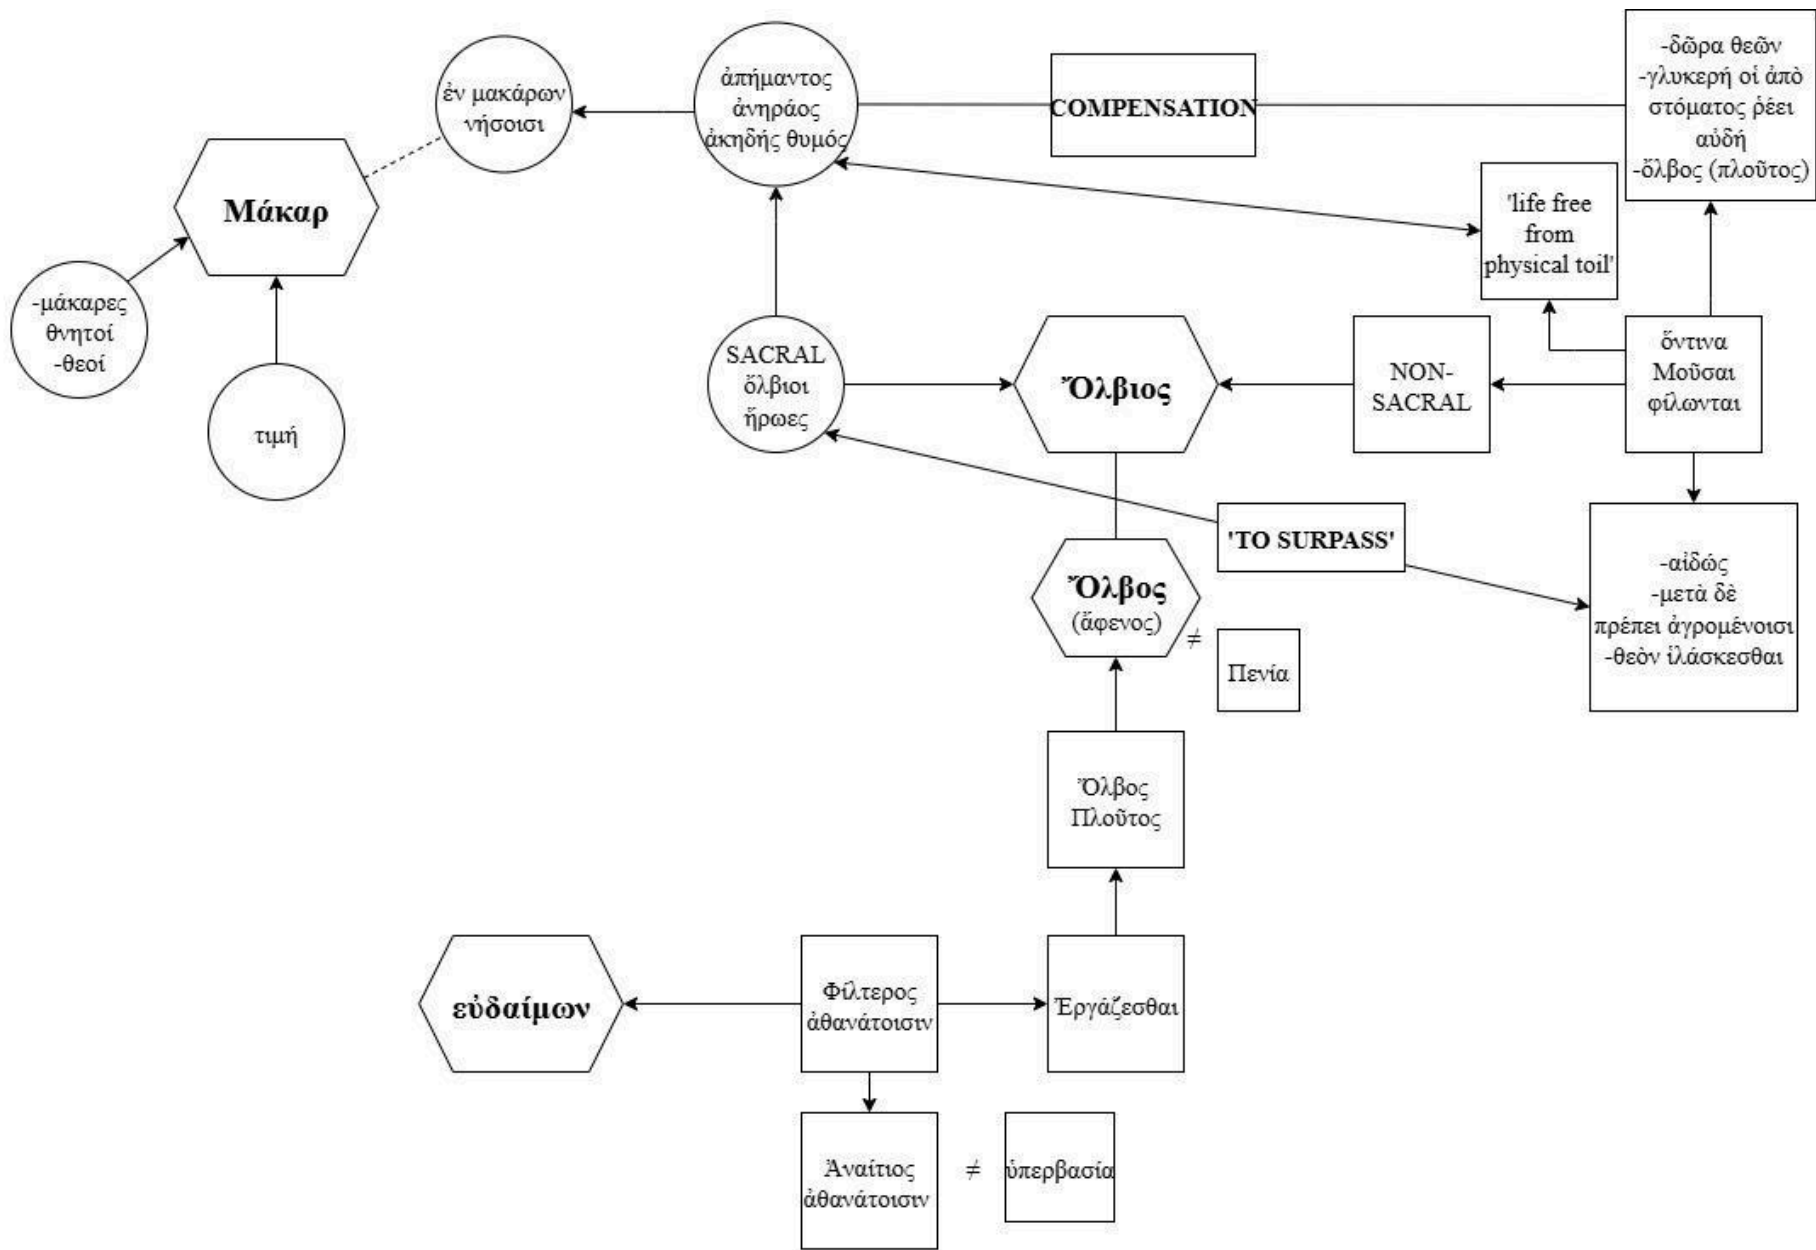 -δῶρα θεῶν
-γλυκερή οἱ ἀπὸ
στόματος ῥέει
αὐδή
-ὄλβος (πλοῦτος)
ἐν μακάρων
νήσοισι
ἀπήμαντος
ἀνηράος
ἀκηδής θυμός
COMPENSATION
Μάκαρ
'life free
from
physical toil'
-μάκαρες
θνητοί
-θεοί
τιμή
SACRAL
ὄλβιοι
ἥρωες
Ὄλβιος
NON-
SACRAL
ὅντινα
Μοῦσαι
φίλωνται
'TO SURPASS'
Ὄλβος
(ἄφενος)
≠
Πενία
-αἰδώς
-μετὰ δὲ
πρέπει ἀγρομένοισι
-θεὸν ἱλάσκεσθαι
Ὄλβος
Πλοῦτος
εὐδαίμων
Φίλτερος
ἀθανάτοισιν
Ἐργάζεσθαι
Ἀναίτιος
ἀθανάτοισιν
≠
ὑπερβασία